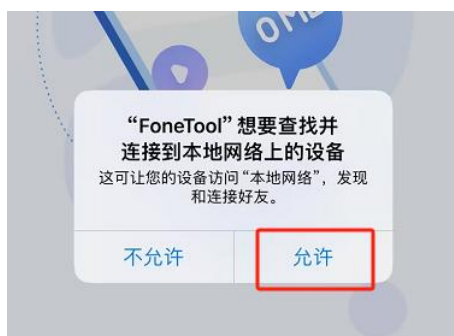 OMB
“FoneTool”想要查找并
连接到本地网络上的设备
这可让您的设备访问“本地网络”，发现
和连接好友。
不允许
允许